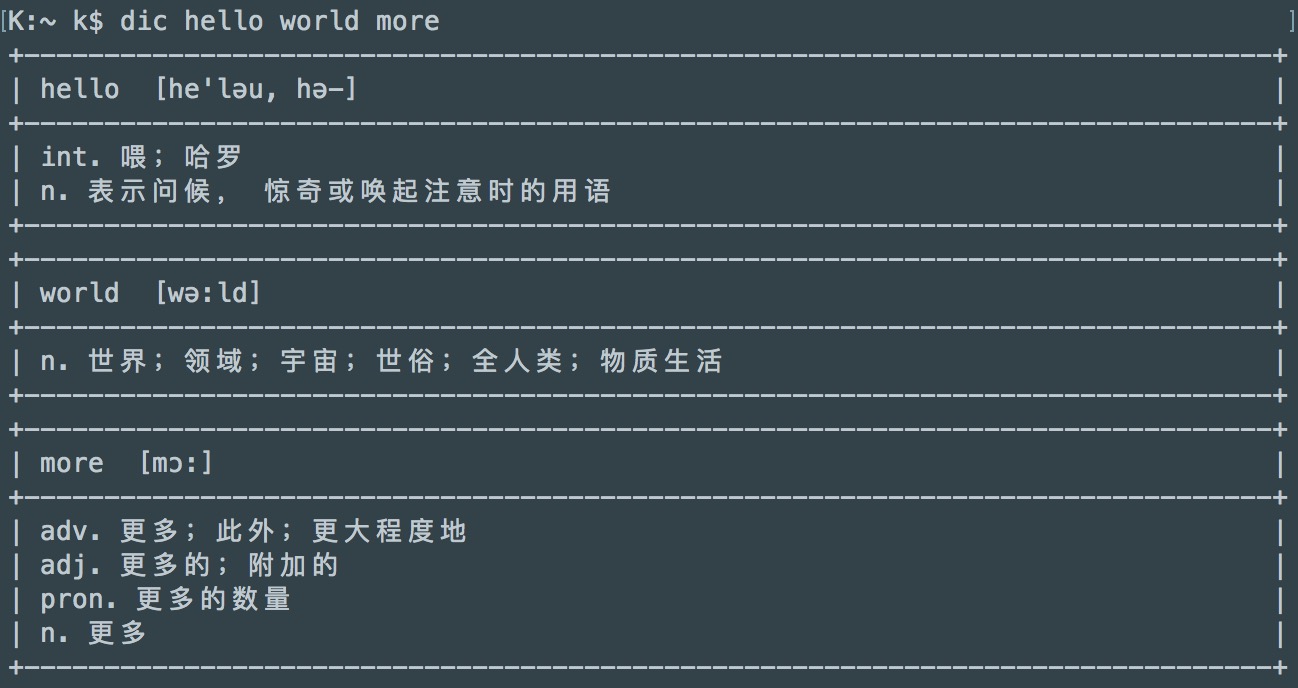 [K:~ k$ dic hello world more ]
+------------------------------------------------------------------------------+
| hello  [he'ləu, hə-] |
+------------------------------------------------------------------------------+
| int. 喂；哈罗 |
| n. 表示问候， 惊奇或唤起注意时的用语 |
+------------------------------------------------------------------------------+
+------------------------------------------------------------------------------+
| world  [wə:ld] |
+------------------------------------------------------------------------------+
| n. 世界；领域；宇宙；世俗；全人类；物质生活 |
+------------------------------------------------------------------------------+
+------------------------------------------------------------------------------+
| more  [mɔ:] |
+------------------------------------------------------------------------------+
| adv. 更多；此外；更大程度地 |
| adj. 更多的；附加的 |
| pron. 更多的数量 |
| n. 更多 |
+------------------------------------------------------------------------------+